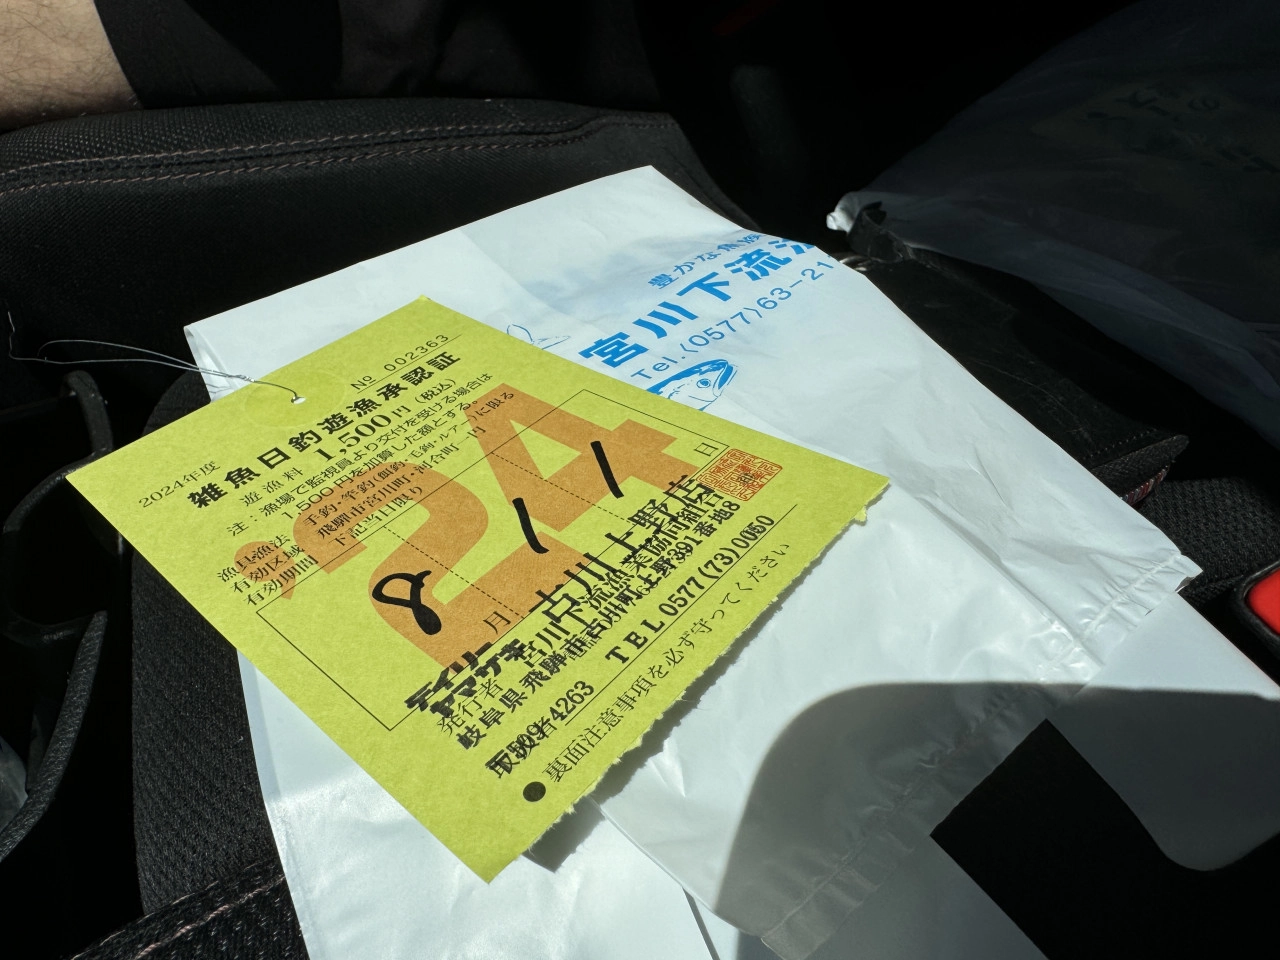 豊かな魚族
宮川下流漁
Tel.(0577)63-21
№ 002363
2024年度
雑魚日釣遊漁承認証
遊漁料 1,500円(税込)
注:漁場で監視員より交付を受ける場合は
1,500円を加算した額とする。
漁具漁法 手釣・竿釣(餌釣・毛鉤・ルアー)に限る
有効区域 飛騨市宮川町・河合町 一円
有効期間 下記当日限り
24
8 月 11 日
デイリー
ヤマザキ 古川上野店
発行者 宮川下流漁業協同組合
岐阜県飛騨市古川町上野391番地8
〒509-4263 TEL 0577(73)0050
取扱者
●裏面注意事項を必ず守ってください